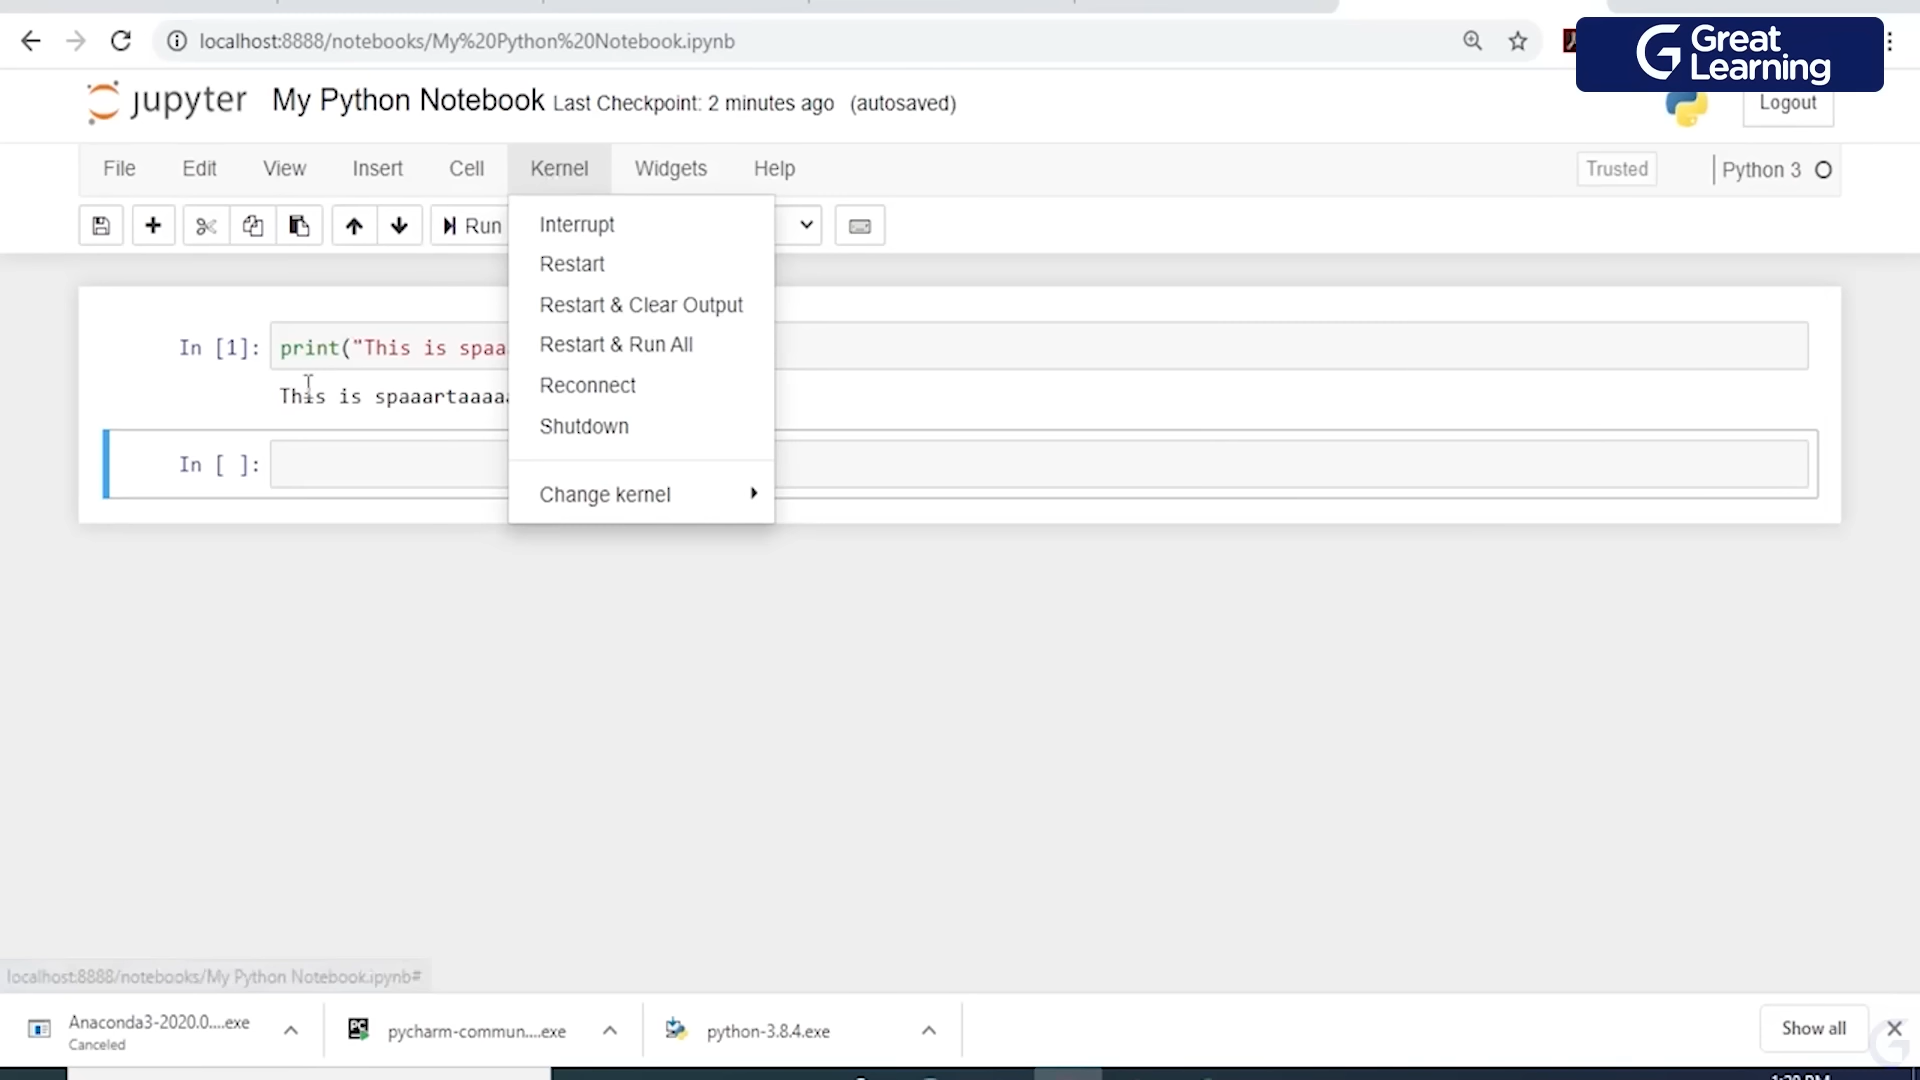 localhost:8888/notebooks/My%20Python%20Notebook.ipynb
Great
Learning
jupyter My Python Notebook Last Checkpoint: 2 minutes ago (autosaved)
Logout
File Edit View Insert Cell Kernel Widgets Help
Trusted Python 3
Run
Interrupt
Restart
Restart & Clear Output
Restart & Run All
Reconnect
Shutdown
Change kernel
In [1]: print("This is spaa
This is spaaartaaaaa
In [ ]:
localhost:8888/notebooks/My Python Notebook.ipynb#
Anaconda3-2020.0....exe
Canceled
pycharm-commun....exe
PC
python-3.8.4.exe
Show all